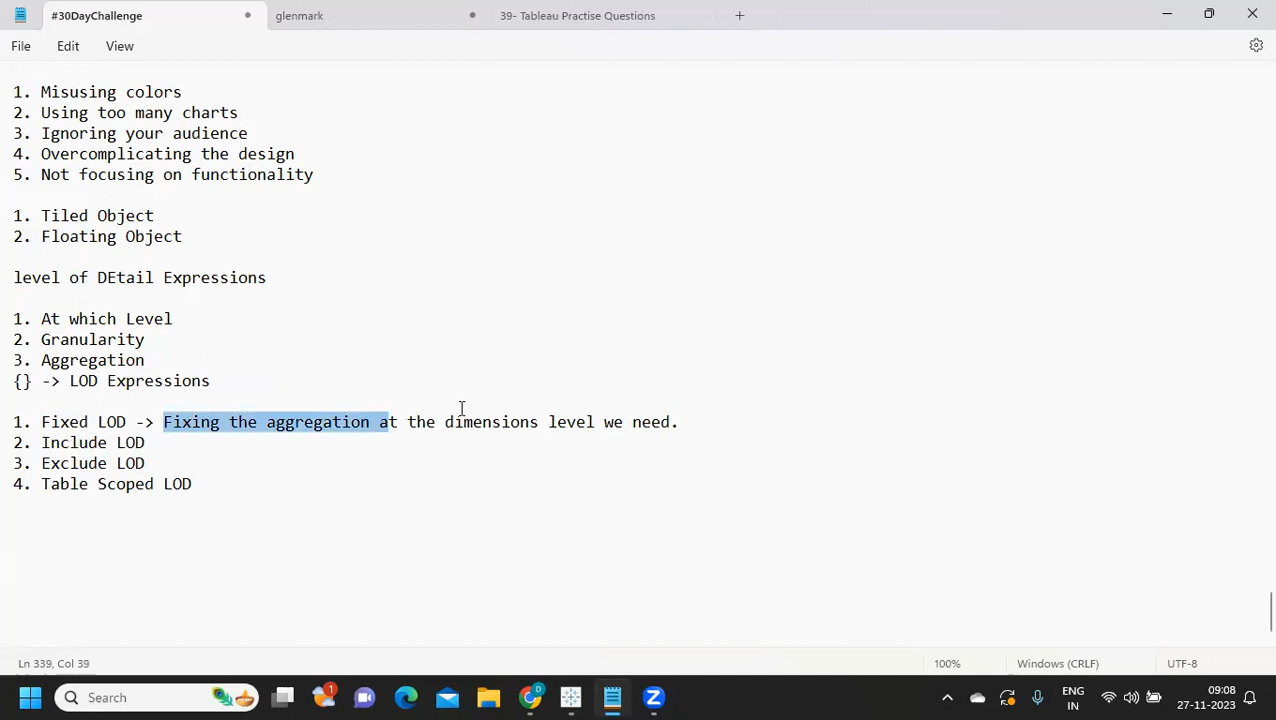 #30DayChallenge
glenmark
39- Tableau Practise Questions
File Edit View
1. Misusing colors
2. Using too many charts
3. Ignoring your audience
4. Overcomplicating the design
5. Not focusing on functionality
1. Tiled Object
2. Floating Object
level of DEtail Expressions
1. At which Level
2. Granularity
3. Aggregation
{} -> LOD Expressions
1. Fixed LOD -> Fixing the aggregation at the dimensions level we need.
2. Include LOD
3. Exclude LOD
4. Table Scoped LOD
Ln 339, Col 39
100%
Windows (CRLF)
UTF-8
Search
1
D
ENG
IN
09:08
27-11-2023